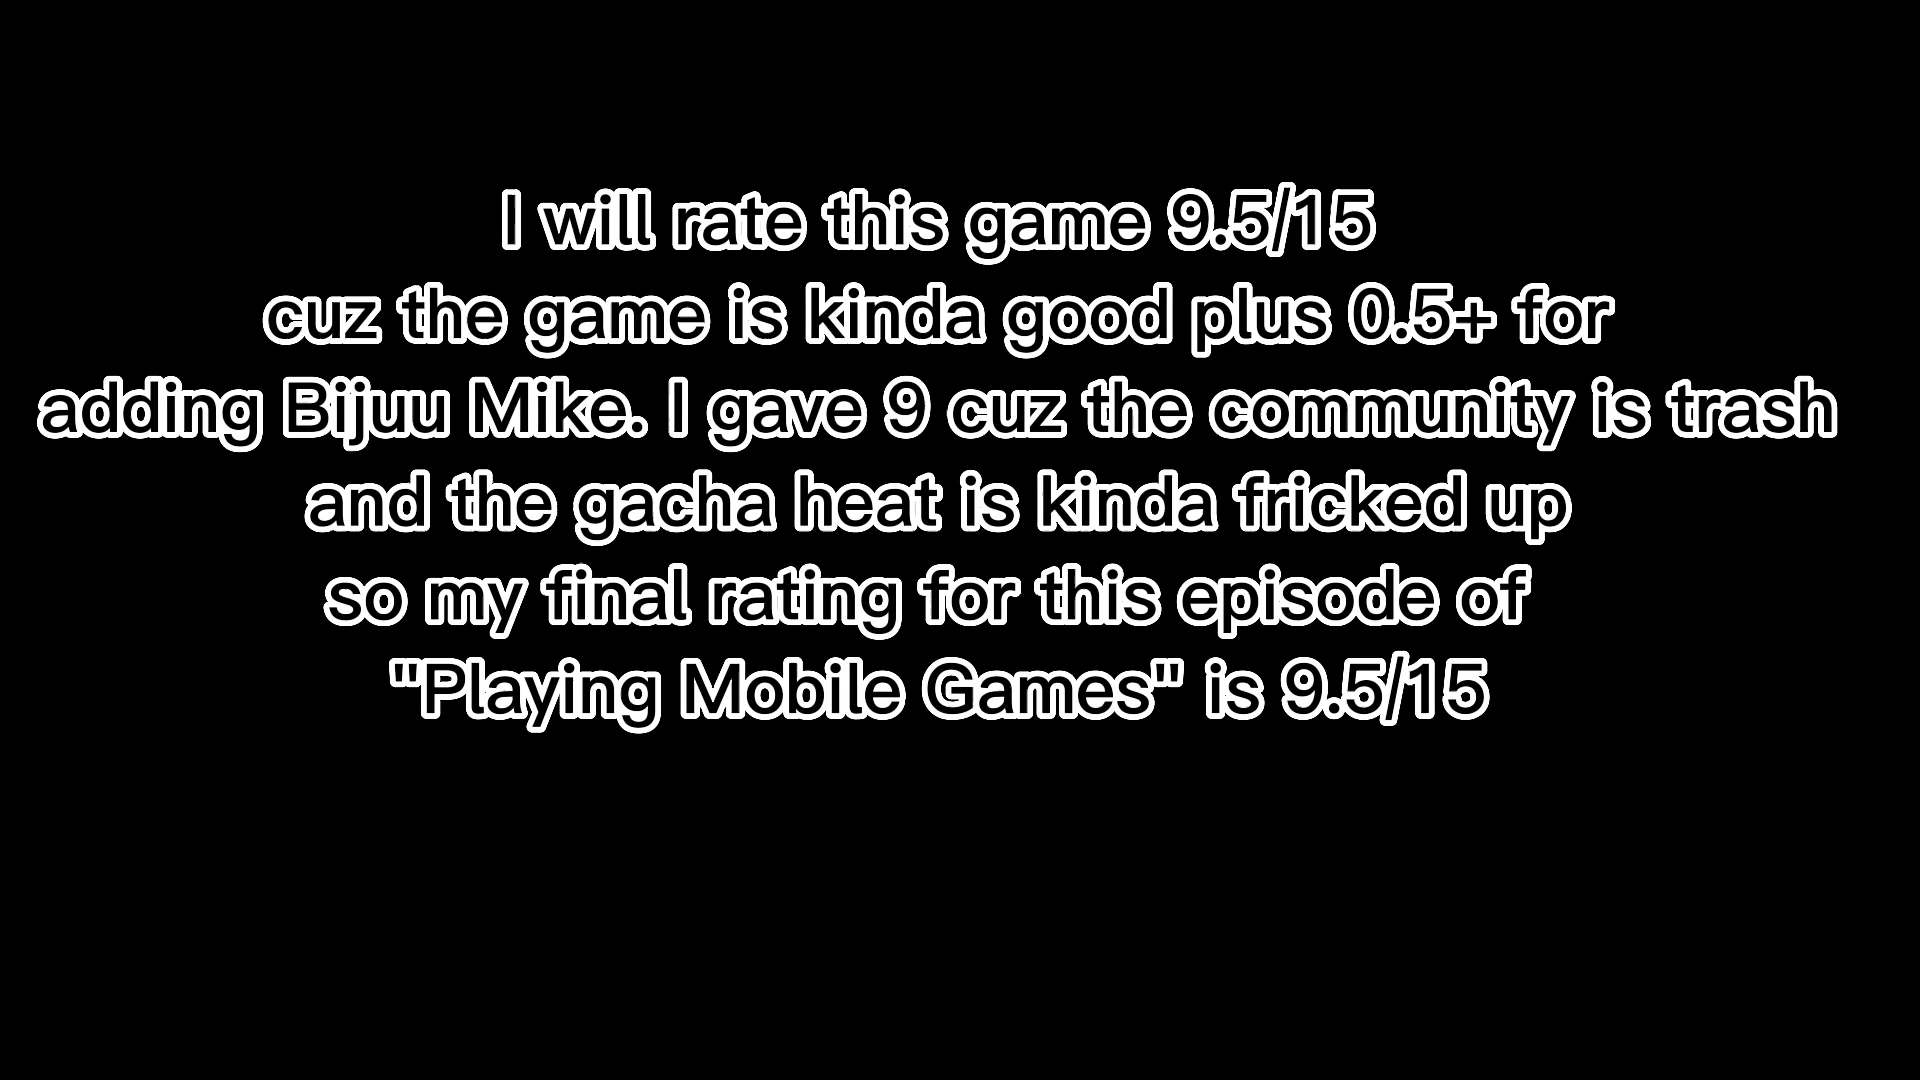 I will rate this game 9.5/15
cuz the game is kinda good plus 0.5+ for
adding Bijuu Mike. I gave 9 cuz the community is trash
and the gacha heat is kinda fricked up
so my final rating for this episode of
"Playing Mobile Games" is 9.5/15